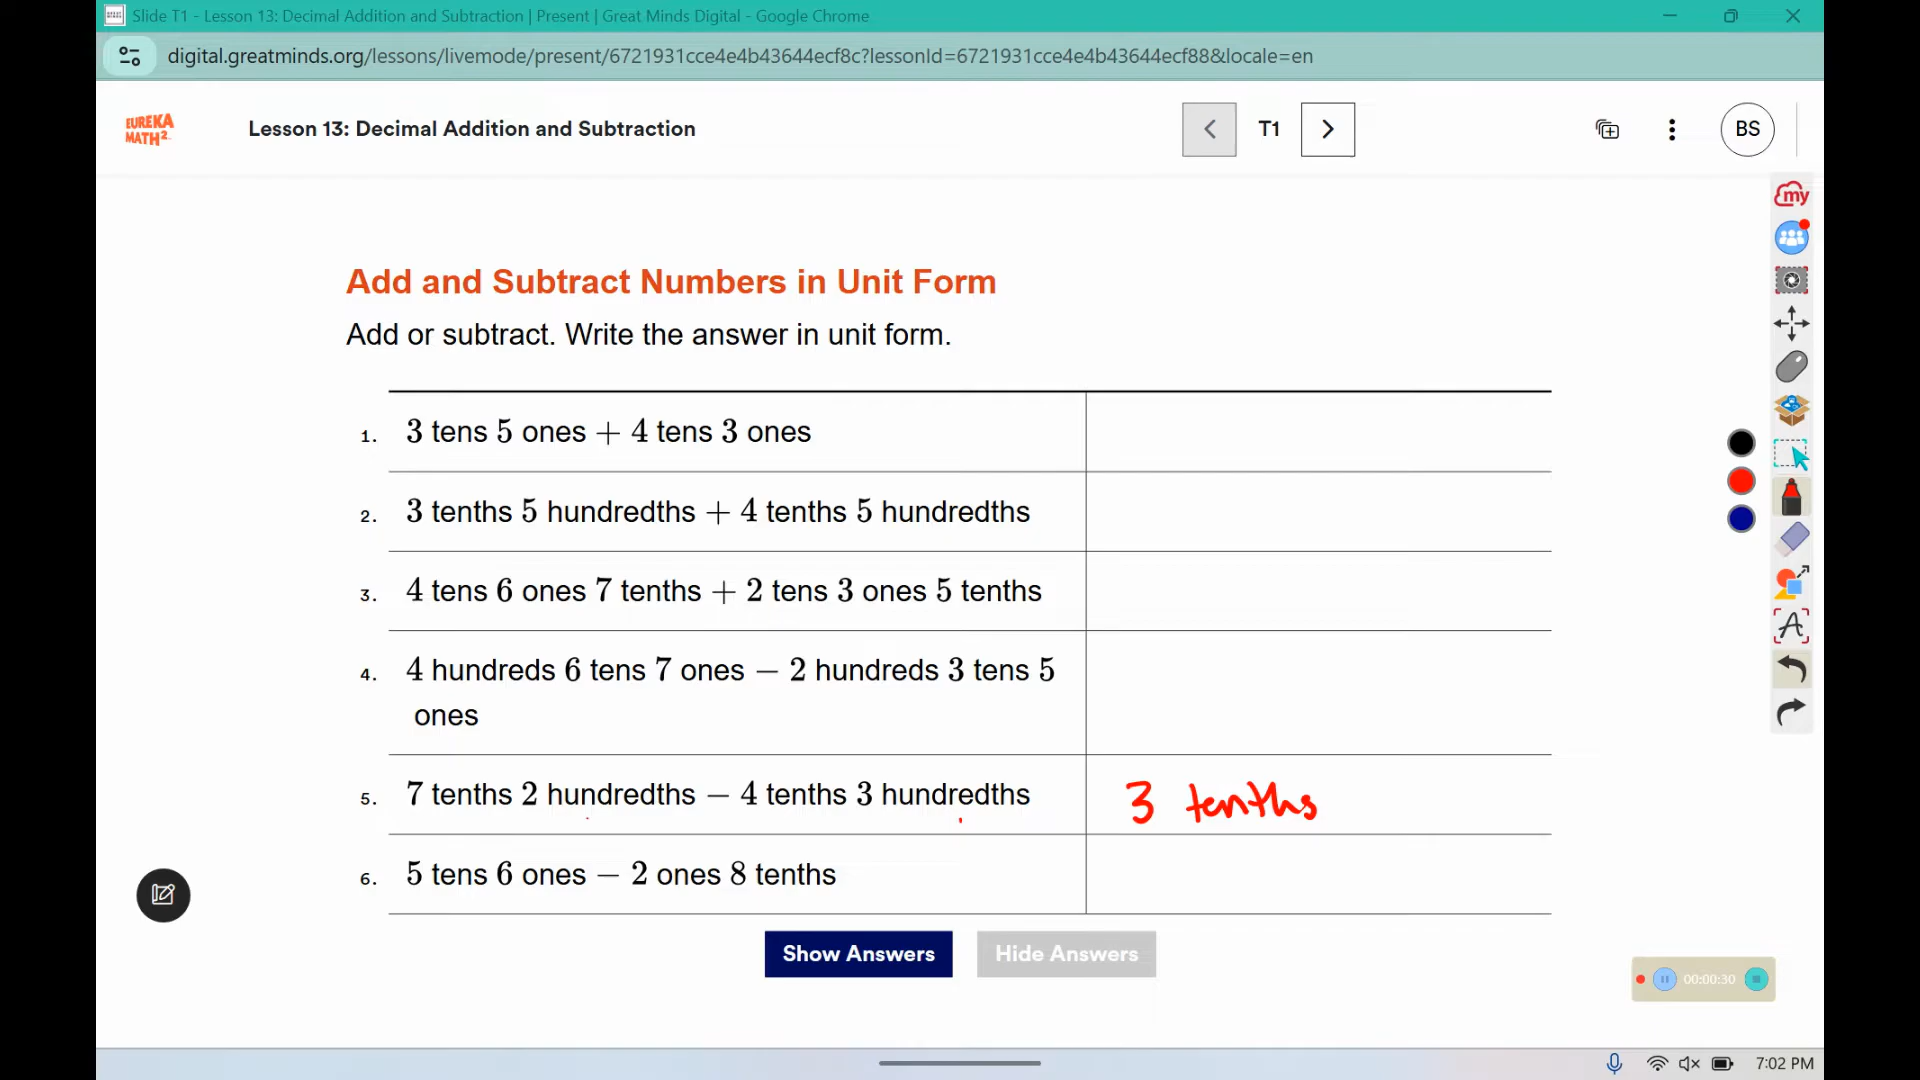 Slide T1 - Lesson 13: Decimal Addition and Subtraction | Present | Great Minds Digital - Google Chrome
digital.greatminds.org/lessons/livemode/present/6721931cce4e4b43644ecf8c?lessonId=6721931cce4e4b43644ecf88&locale=en
EUREKA
MATH²
Lesson 13: Decimal Addition and Subtraction
T1
BS
my
Add and Subtract Numbers in Unit Form
Add or subtract. Write the answer in unit form.
1. 3 tens 5 ones + 4 tens 3 ones
2. 3 tenths 5 hundredths + 4 tenths 5 hundredths
3. 4 tens 6 ones 7 tenths + 2 tens 3 ones 5 tenths
4. 4 hundreds 6 tens 7 ones − 2 hundreds 3 tens 5
ones
5. 7 tenths 2 hundredths − 4 tenths 3 hundredths 3 tenths
6. 5 tens 6 ones − 2 ones 8 tenths
Show Answers Hide Answers
00:00:30
7:02 PM